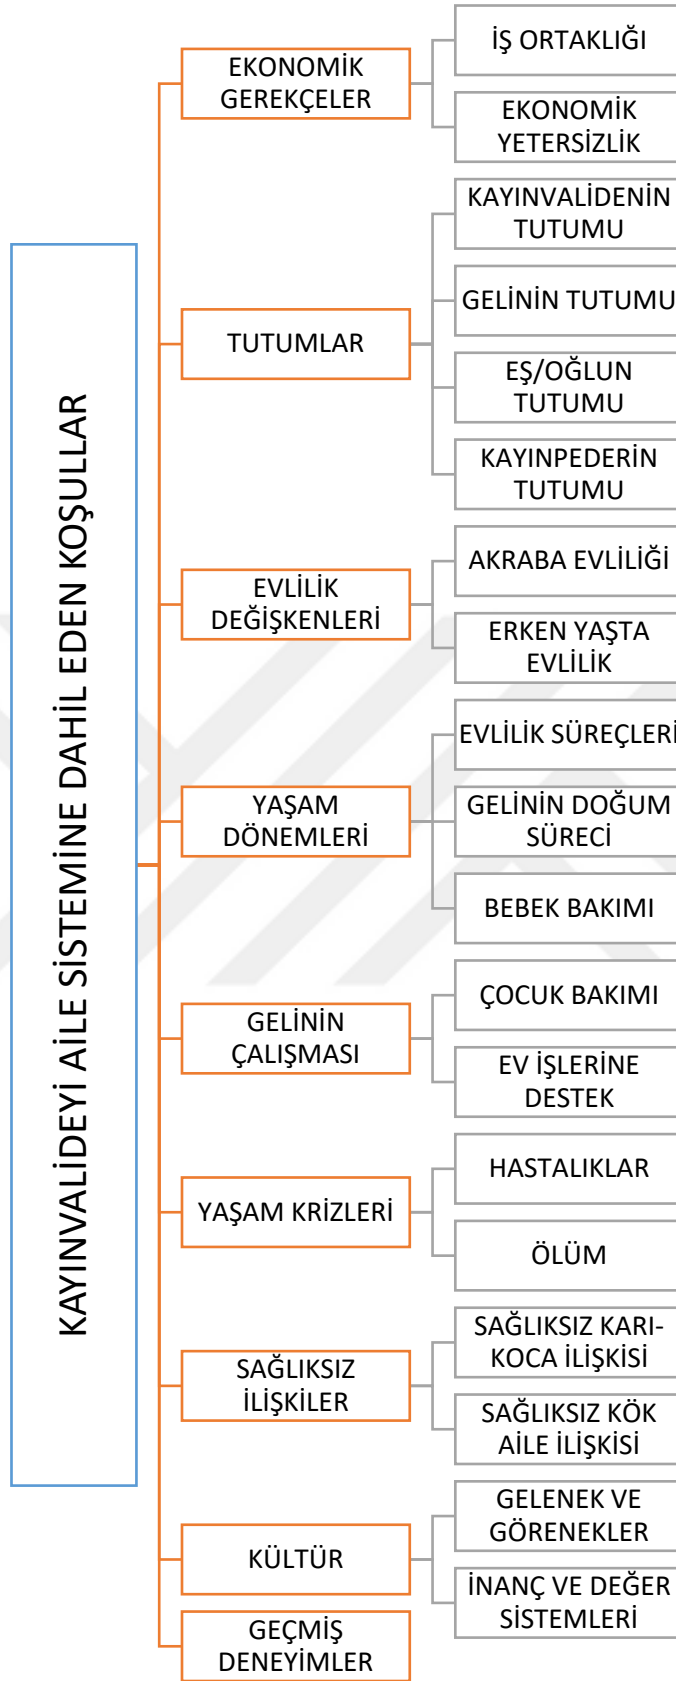 KAYINVALİDEYİ AİLE SİSTEMİNE DAHİL EDEN KOŞULLAR
EKONOMİK
GEREKÇELER
İŞ ORTAKLIĞI
EKONOMİK
YETERSİZLİK
TUTUMLAR
KAYINVALİDENİN
TUTUMU
GELİNİN TUTUMU
EŞ/OĞLUN
TUTUMU
KAYINPEDERİN
TUTUMU
EVLİLİK
DEĞİŞKENLERİ
AKRABA EVLİLİĞİ
ERKEN YAŞTA
EVLİLİK
YAŞAM
DÖNEMLERİ
EVLİLİK SÜREÇLERİ
GELİNİN DOĞUM
SÜRECİ
BEBEK BAKIMI
GELİNİN
ÇALIŞMASI
ÇOCUK BAKIMI
EV İŞLERİNE
DESTEK
YAŞAM KRİZLERİ
HASTALIKLAR
ÖLÜM
SAĞLIKSIZ
İLİŞKİLER
SAĞLIKSIZ KARI-
KOCA İLİŞKİSİ
SAĞLIKSIZ KÖK
AİLE İLİŞKİSİ
KÜLTÜR
GELENEK VE
GÖRENEKLER
İNANÇ VE DEĞER
SİSTEMLERİ
GEÇMİŞ
DENEYİMLER